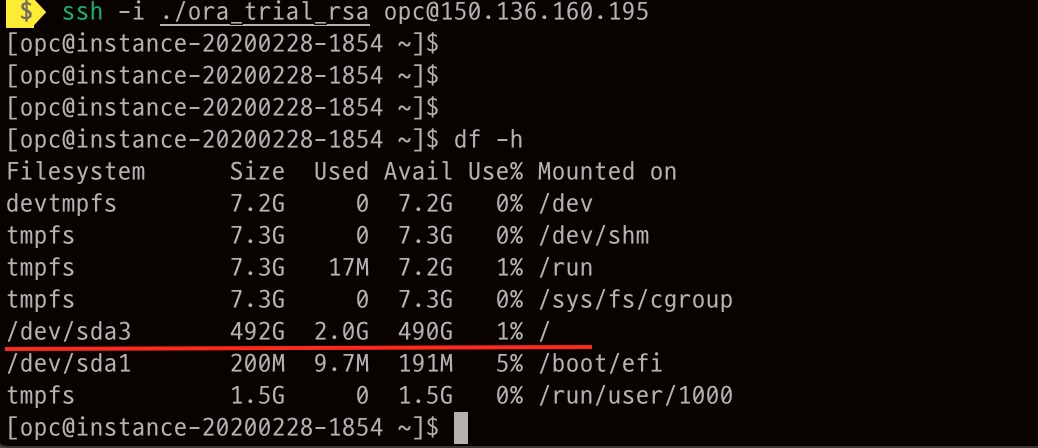 $ ssh -i ./ora_trial_rsa opc@150.136.160.195
[opc@instance-20200228-1854 ~]$
[opc@instance-20200228-1854 ~]$
[opc@instance-20200228-1854 ~]$
[opc@instance-20200228-1854 ~]$ df -h
Filesystem      Size  Used Avail Use% Mounted on
devtmpfs        7.2G     0  7.2G   0% /dev
tmpfs           7.3G     0  7.3G   0% /dev/shm
tmpfs           7.3G   17M  7.2G   1% /run
tmpfs           7.3G     0  7.3G   0% /sys/fs/cgroup
/dev/sda3       492G  2.0G  490G   1% /
/dev/sda1       200M  9.7M  191M   5% /boot/efi
tmpfs           1.5G     0  1.5G   0% /run/user/1000
[opc@instance-20200228-1854 ~]$